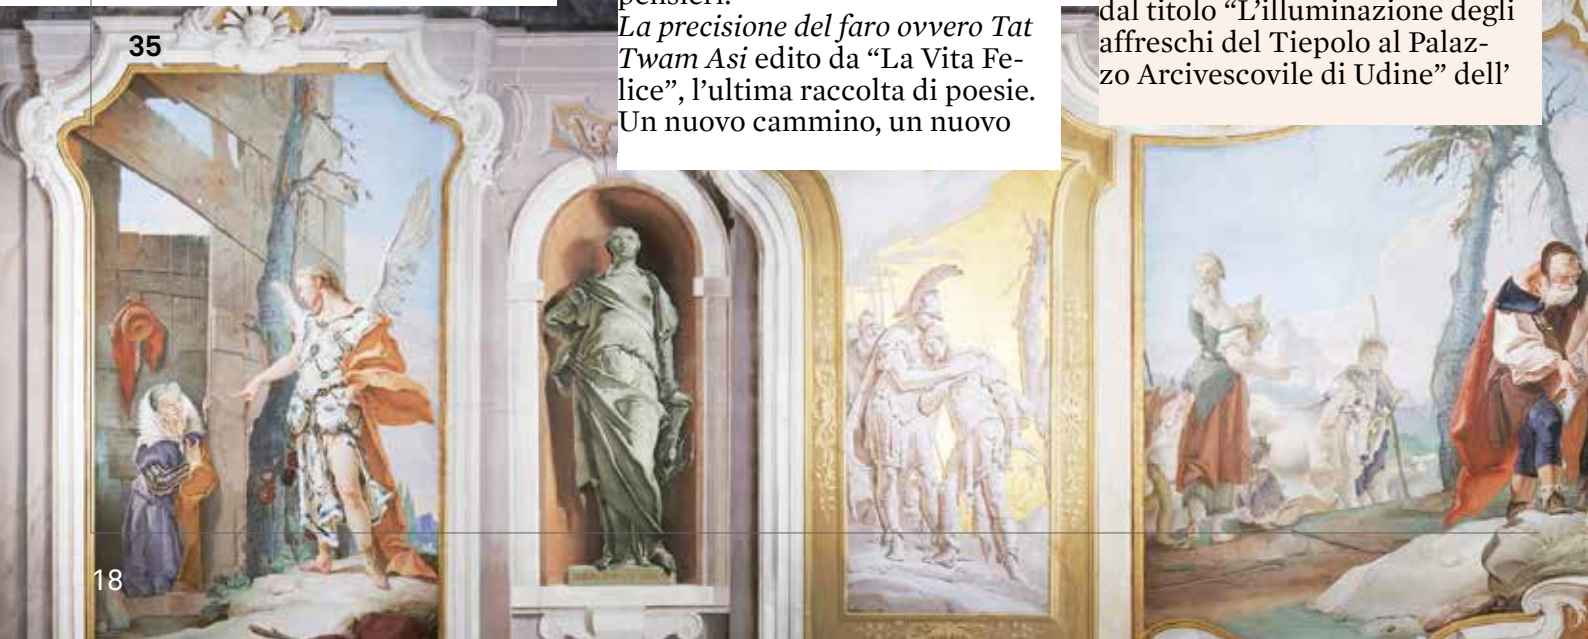 35
pensieri.
La precisione del faro ovvero Tat
Twam Asi edito da “La Vita Fe-
lice”, l’ultima raccolta di poesie.
Un nuovo cammino, un nuovo
dal titolo “L’illuminazione degli
affreschi del Tiepolo al Palaz-
zo Arcivescovile di Udine” dell’
18